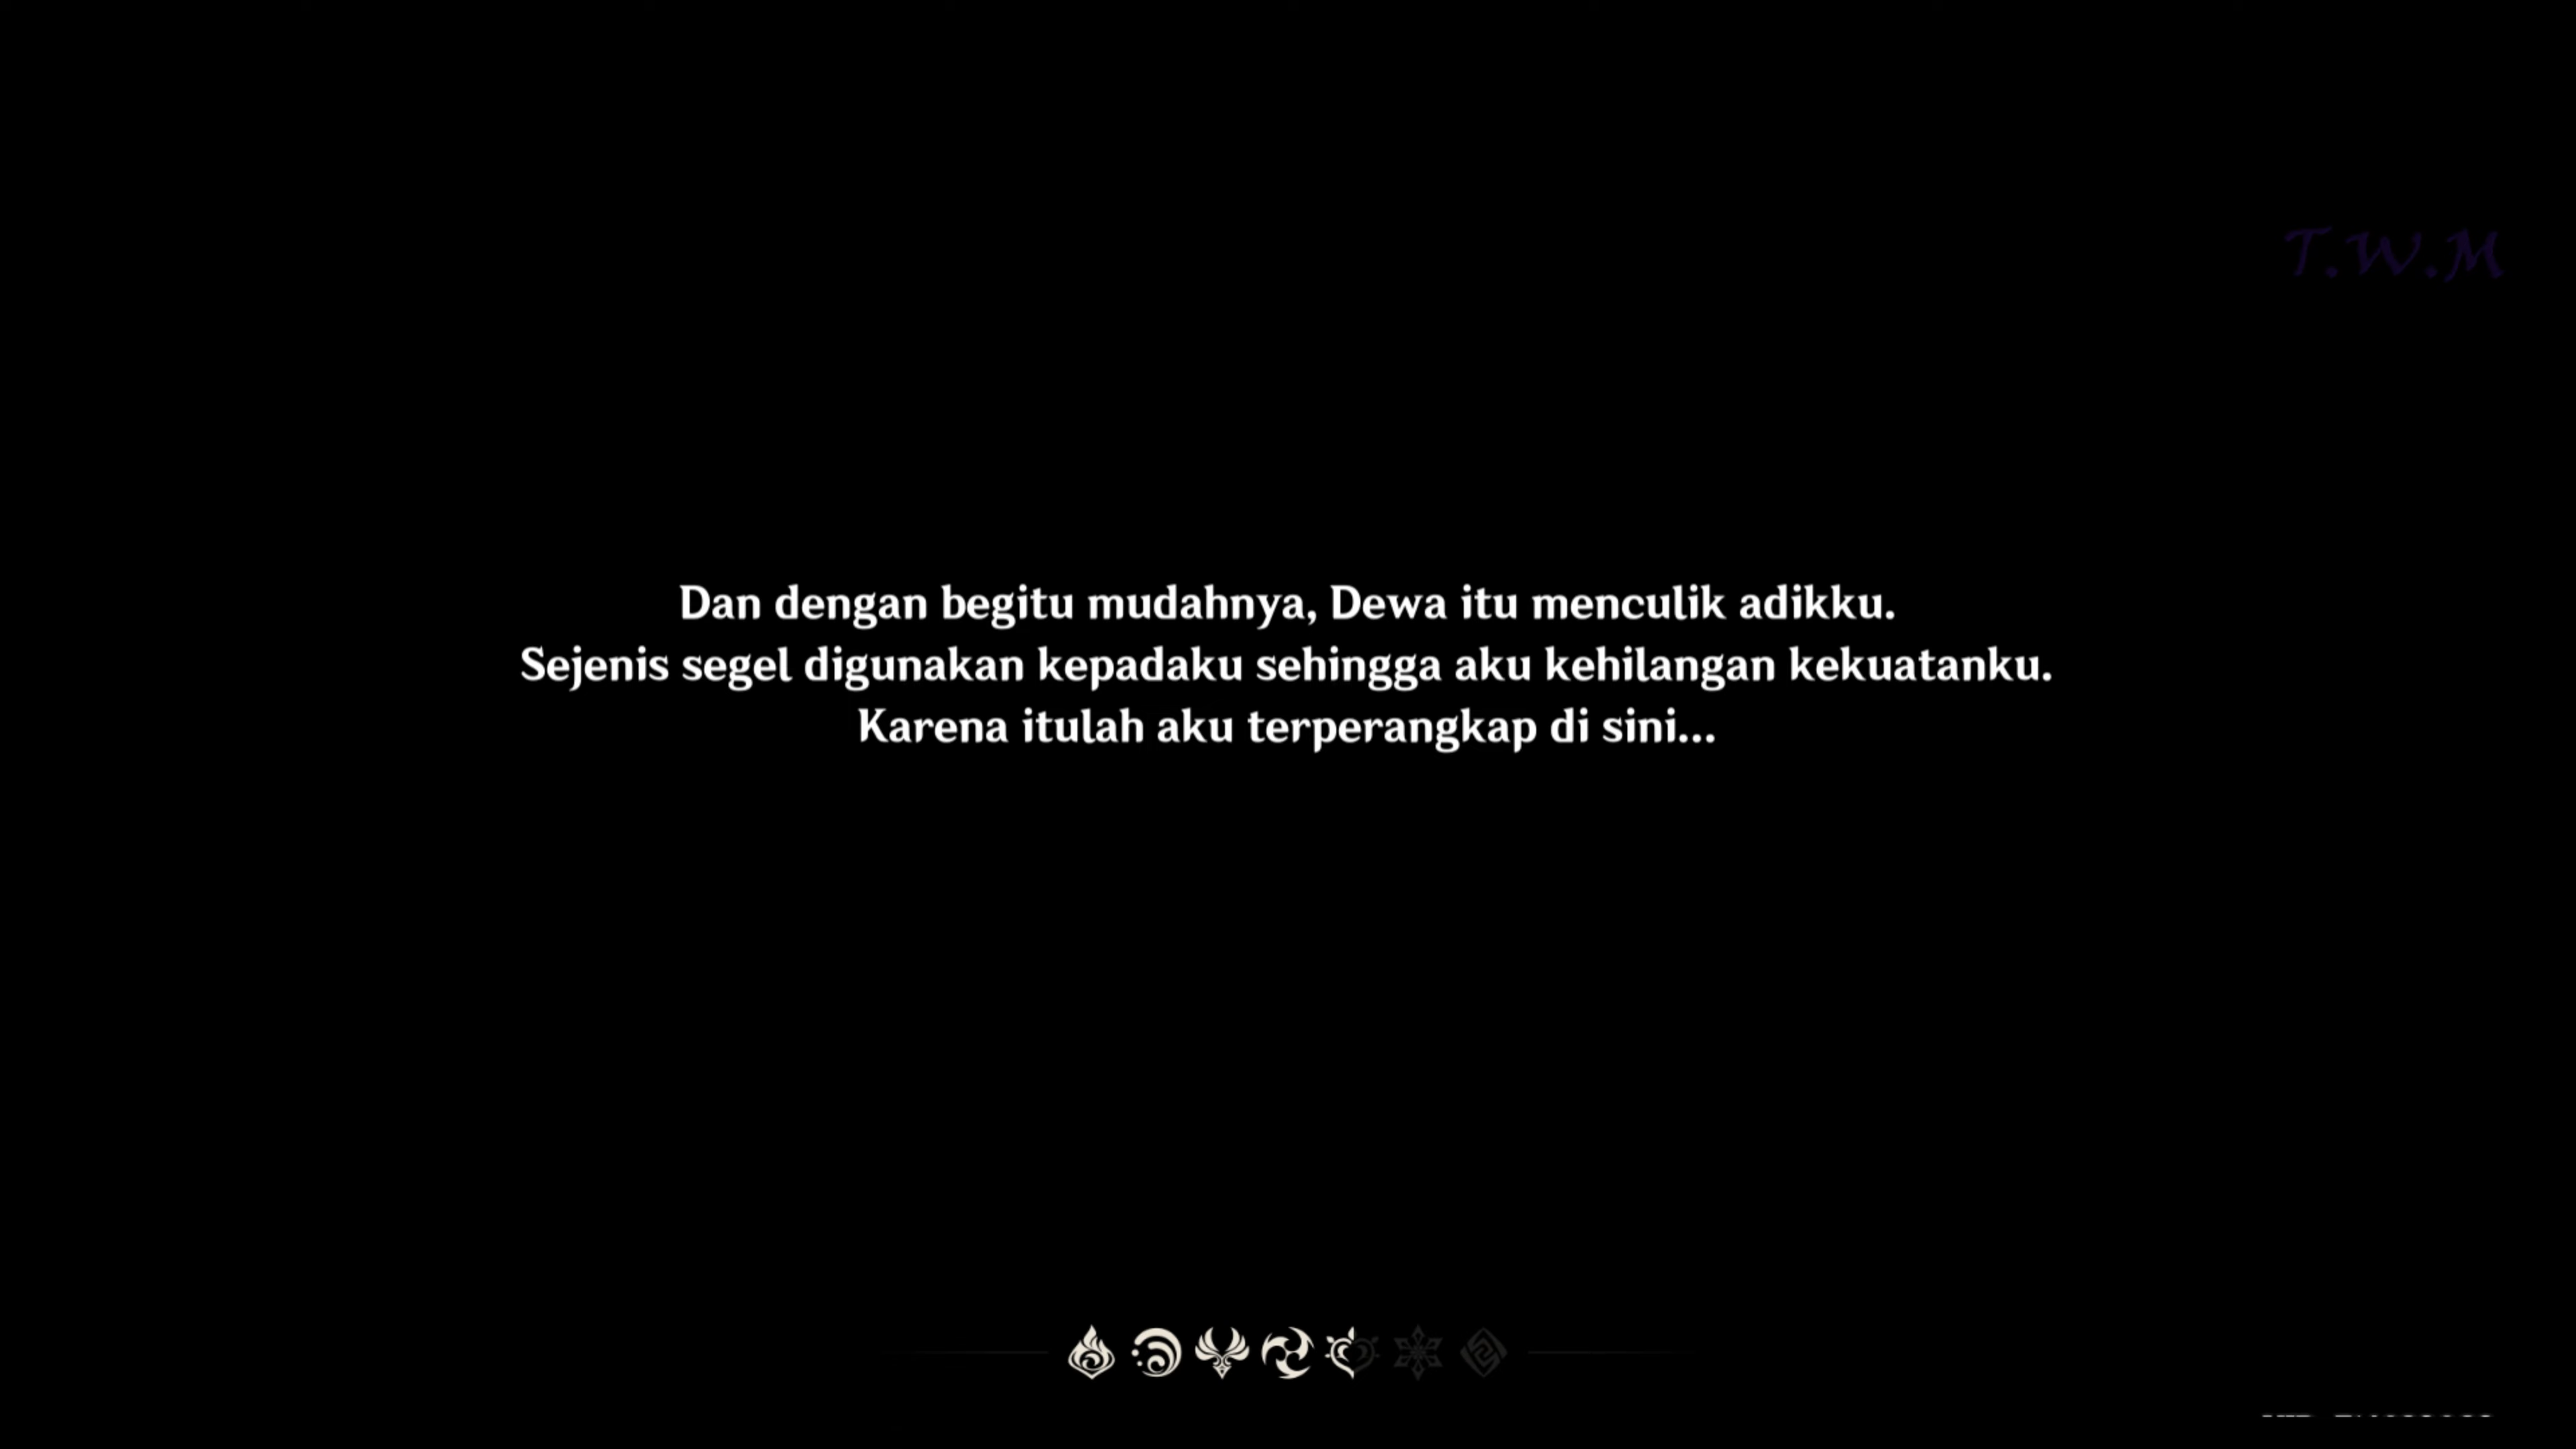 T.W.M
Dan dengan begitu mudahnya, Dewa itu menculik adikku.
Sejenis segel digunakan kepadaku sehingga aku kehilangan kekuatanku.
Karena itulah aku terperangkap di sini...